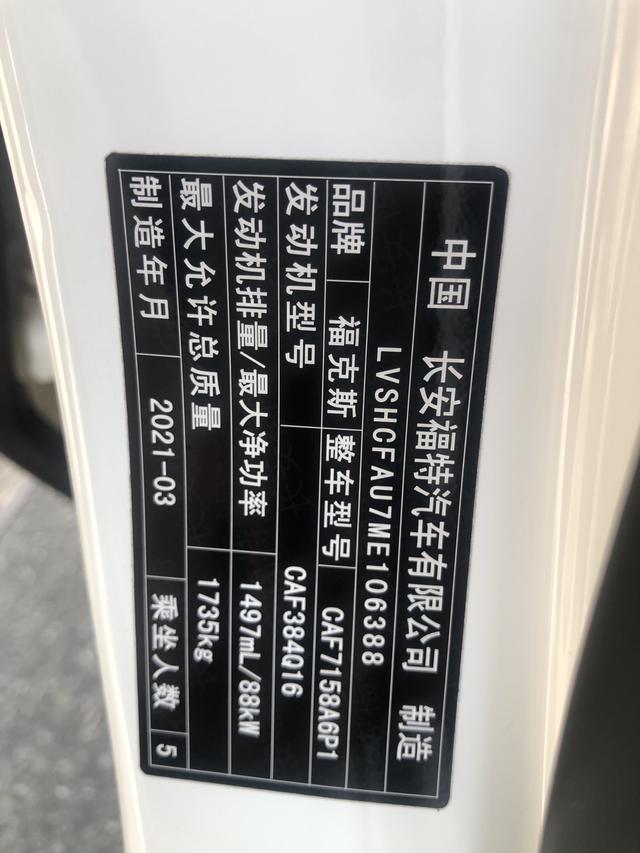 中国 长安福特汽车有限公司 制造
LVSHCFAU7ME106388
品牌 福克斯 整车型号 CAF7158A6P1
发动机型号 CAF384Q16
发动机排量/最大净功率 1497mL/88kW
最大允许总质量 1735kg
制造年月 2021-03 乘坐人数 5